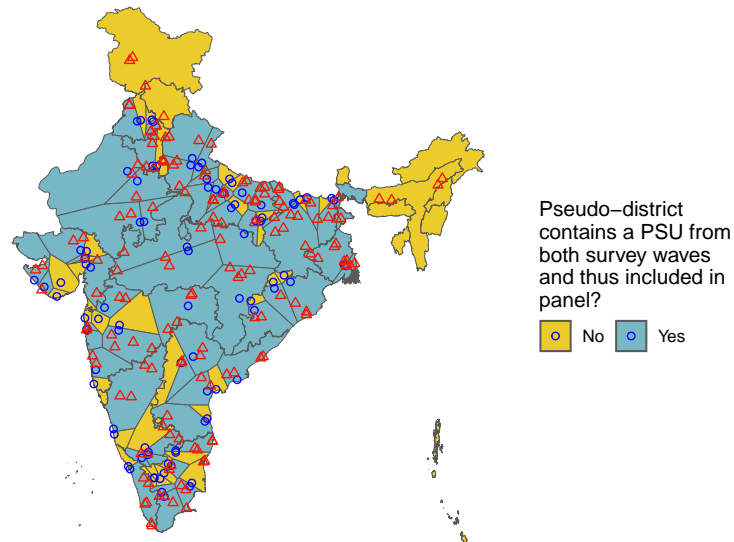 Pseudo−district
contains a PSU from
both survey waves
and thus included in
panel?
No Yes